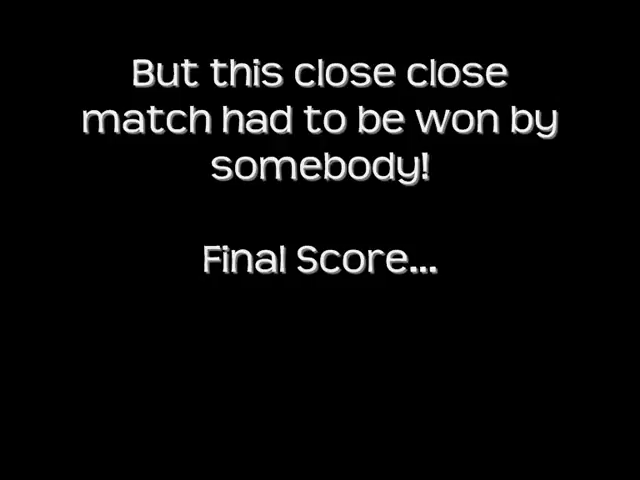 But this close close
match had to be won by
somebody!
Final Score...